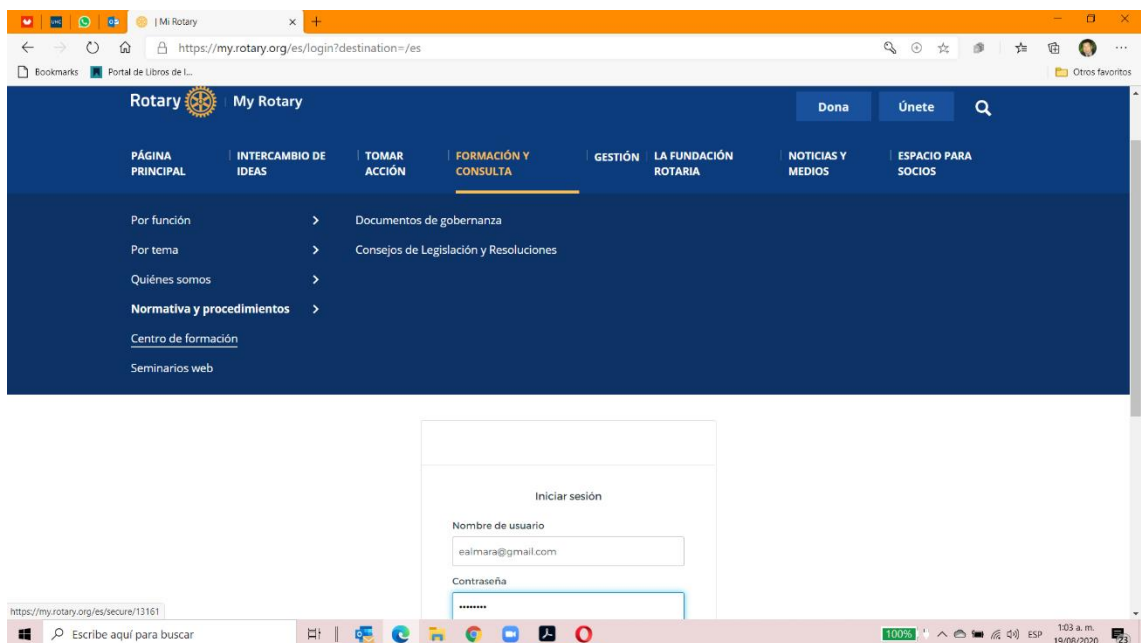 | Mi Rotary
https://my.rotary.org/es/login?destination=/es
Bookmarks Portal de Libros de l... Otros favoritos
Rotary My Rotary Dona Únete
PÁGINA PRINCIPAL
INTERCAMBIO DE IDEAS
TOMAR ACCIÓN
FORMACIÓN Y CONSULTA
GESTIÓN
LA FUNDACIÓN ROTARIA
NOTICIAS Y MEDIOS
ESPACIO PARA SOCIOS
Por función
Por tema
Quiénes somos
Normativa y procedimientos
Centro de formación
Seminarios web
Documentos de gobernanza
Consejos de Legislación y Resoluciones
Iniciar sesión
Nombre de usuario
ealmara@gmail.com
Contraseña
••••••••
https://my.rotary.org/es/secure/13161
Escribe aquí para buscar
100% ESP 1:03 a. m.
19/08/2020 23